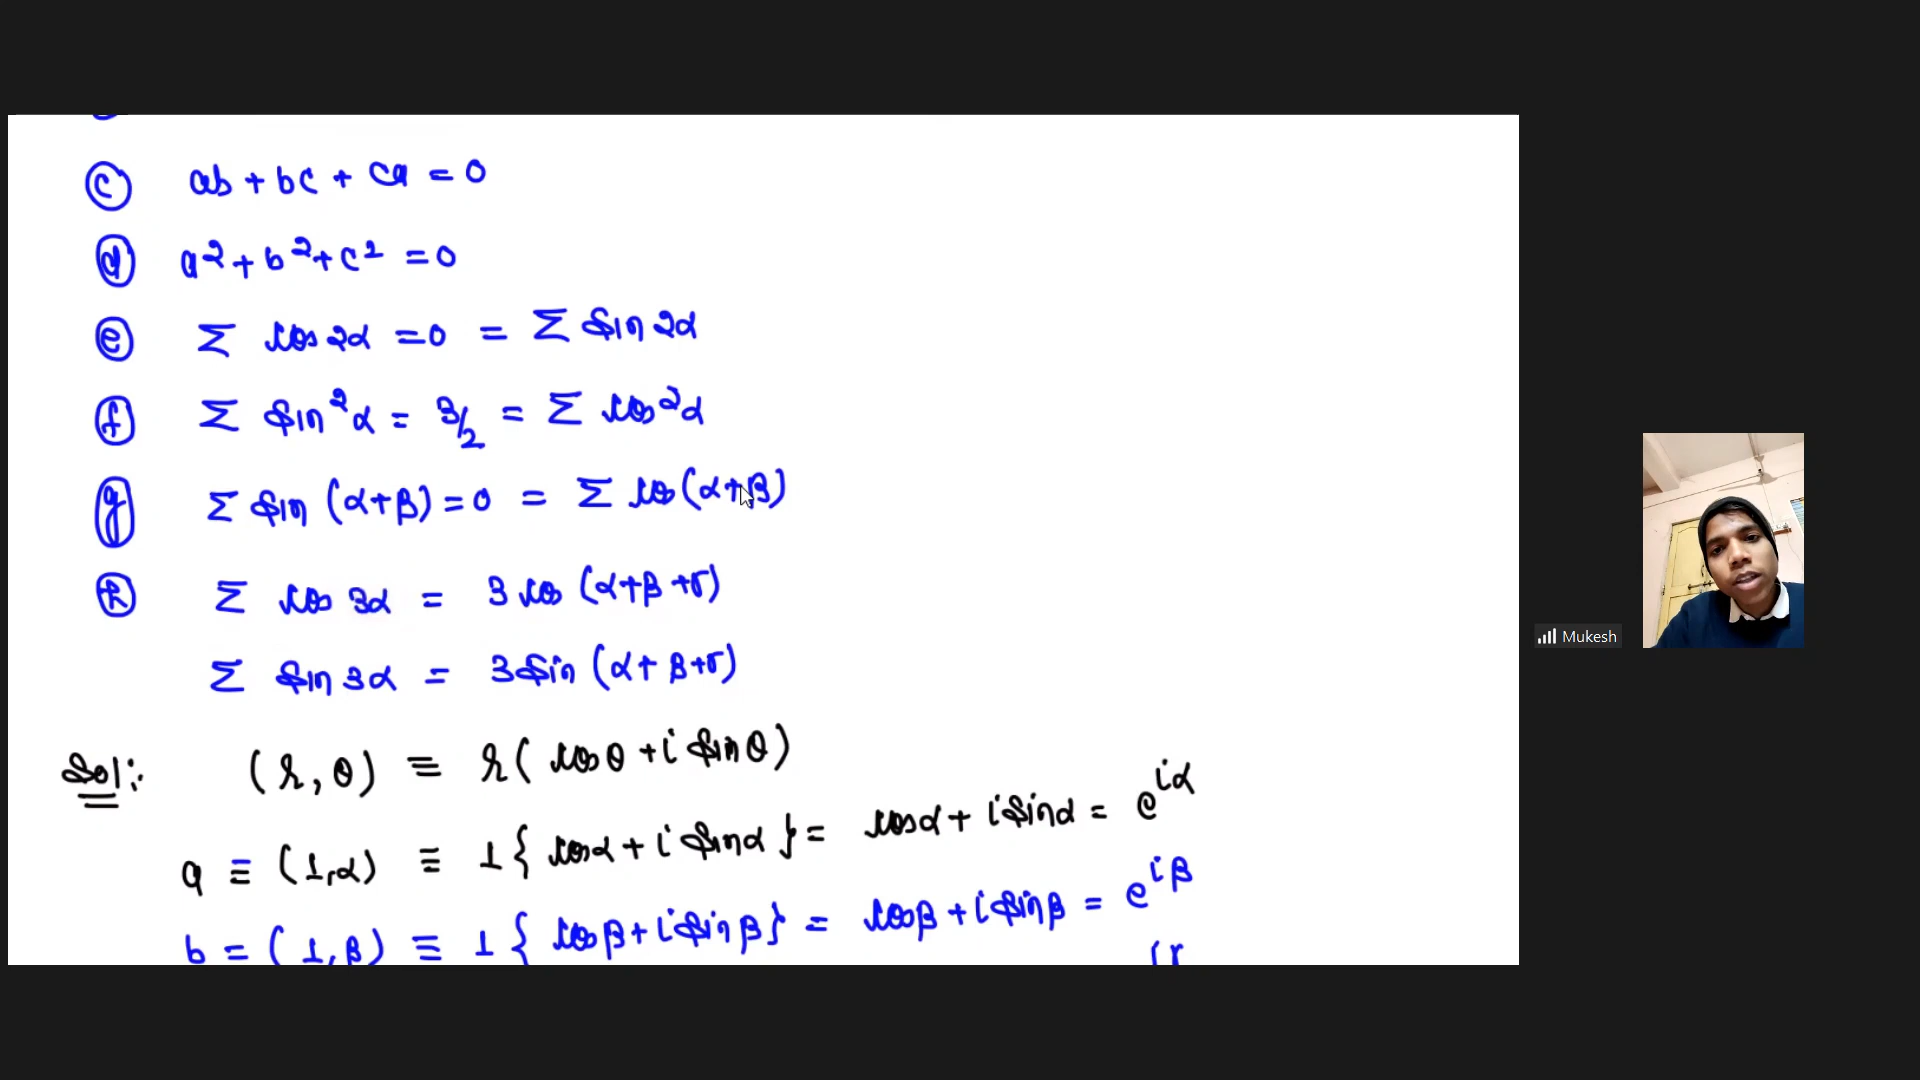 (c) ab + bc + ca = 0
(d) a² + b² + c² = 0
(e) Σ cos 2α = 0 = Σ sin 2α
(f) Σ sin² α = 3/2 = Σ cos² α
(g) Σ sin (α+β) = 0 = Σ cos (α+β)
(h) Σ cos 3α = 3 cos (α+β+γ)
Σ sin 3α = 3 sin (α+β+γ)
Mukesh
Sol: (r, θ) ≡ r( cos θ + i sin θ)
a ≡ (1, α) ≡ 1 { cos α + i sin α } = cos α + i sin α = e^{iα}
b = (1, β) ≡ 1 { cos β + i sin β } = cos β + i sin β = e^{iβ}